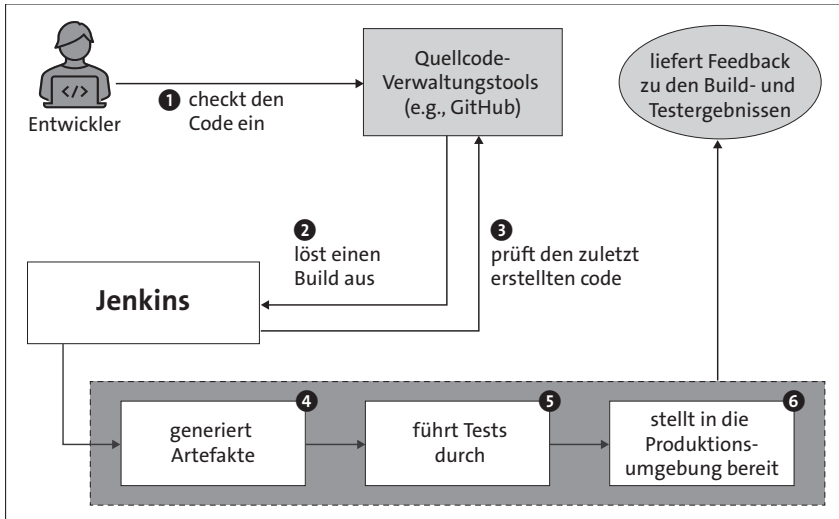 Entwickler
1 checkt den
Code ein
Quellcode-
Verwaltungstools
(e.g., GitHub)
liefert Feedback
zu den Build- und
Testergebnissen
2
löst einen
Build aus
3
prüft den zuletzt
erstellten code
Jenkins
4
generiert
Artefakte
5
führt Tests
durch
6
stellt in die
Produktions-
umgebung bereit